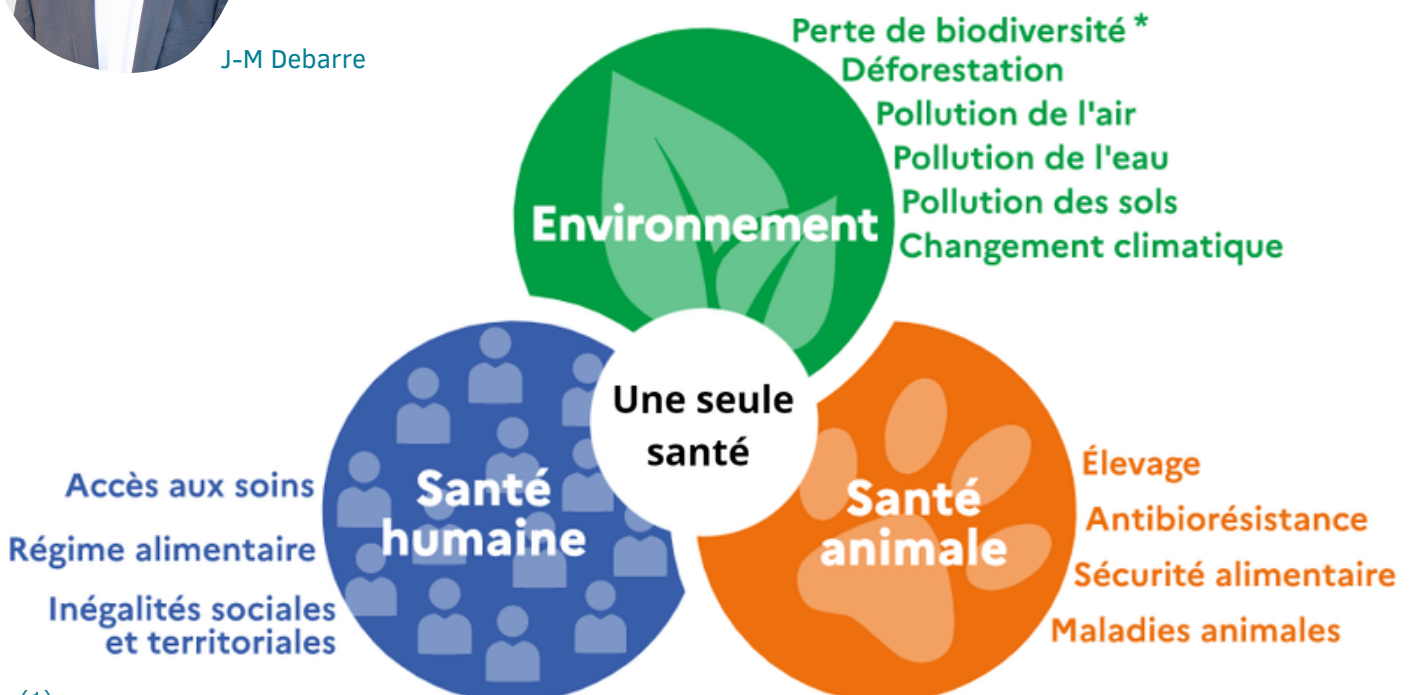 J-M Debarre
Perte de biodiversité *
Déforestation
Pollution de l'air
Pollution de l'eau
Pollution des sols
Changement climatique
Environnement
Une seule
santé
Accès aux soins
Régime alimentaire
Inégalités sociales
et territoriales
Santé
humaine
Santé
animale
Élevage
Antibiorésistance
Sécurité alimentaire
Maladies animales
(1)